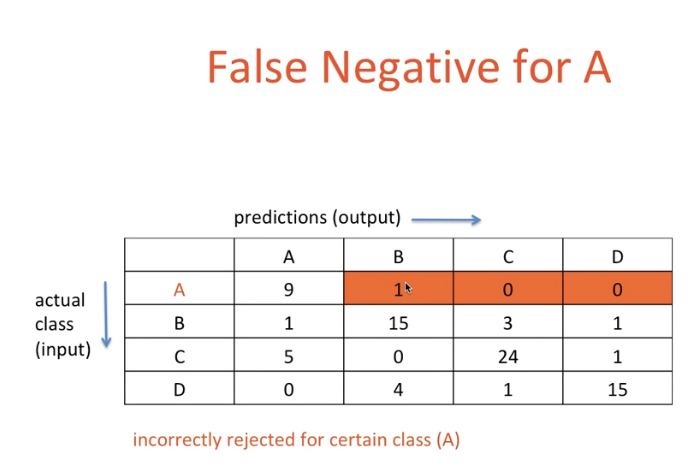 False Negative for A
predictions (output)
A B C D
actual
class
(input)
A 9 1 0 0
B 1 15 3 1
C 5 0 24 1
D 0 4 1 15
incorrectly rejected for certain class (A)